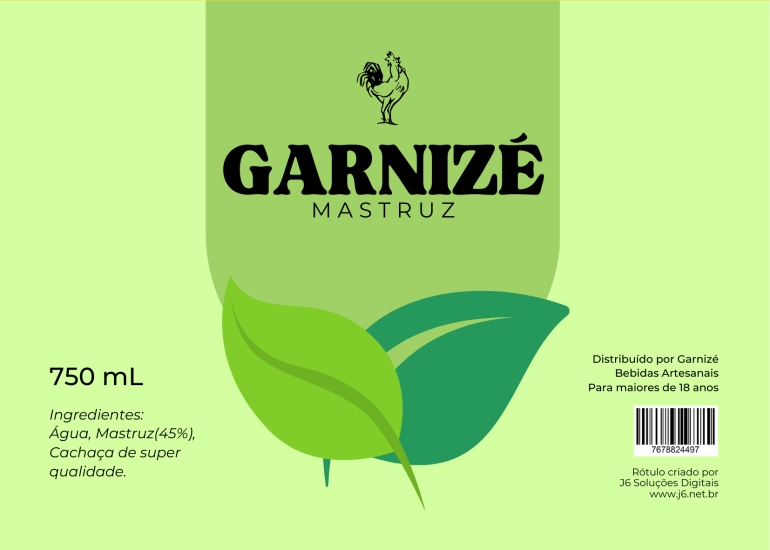 GARNIZÉ
MASTRUZ
750 mL
Ingredientes:
Água, Mastruz(45%),
Cachaça de super
qualidade.
Distribuído por Garnizé
Bebidas Artesanais
Para maiores de 18 anos
7678824497
Rótulo criado por
J6 Soluções Digitais
www.j6.net.br